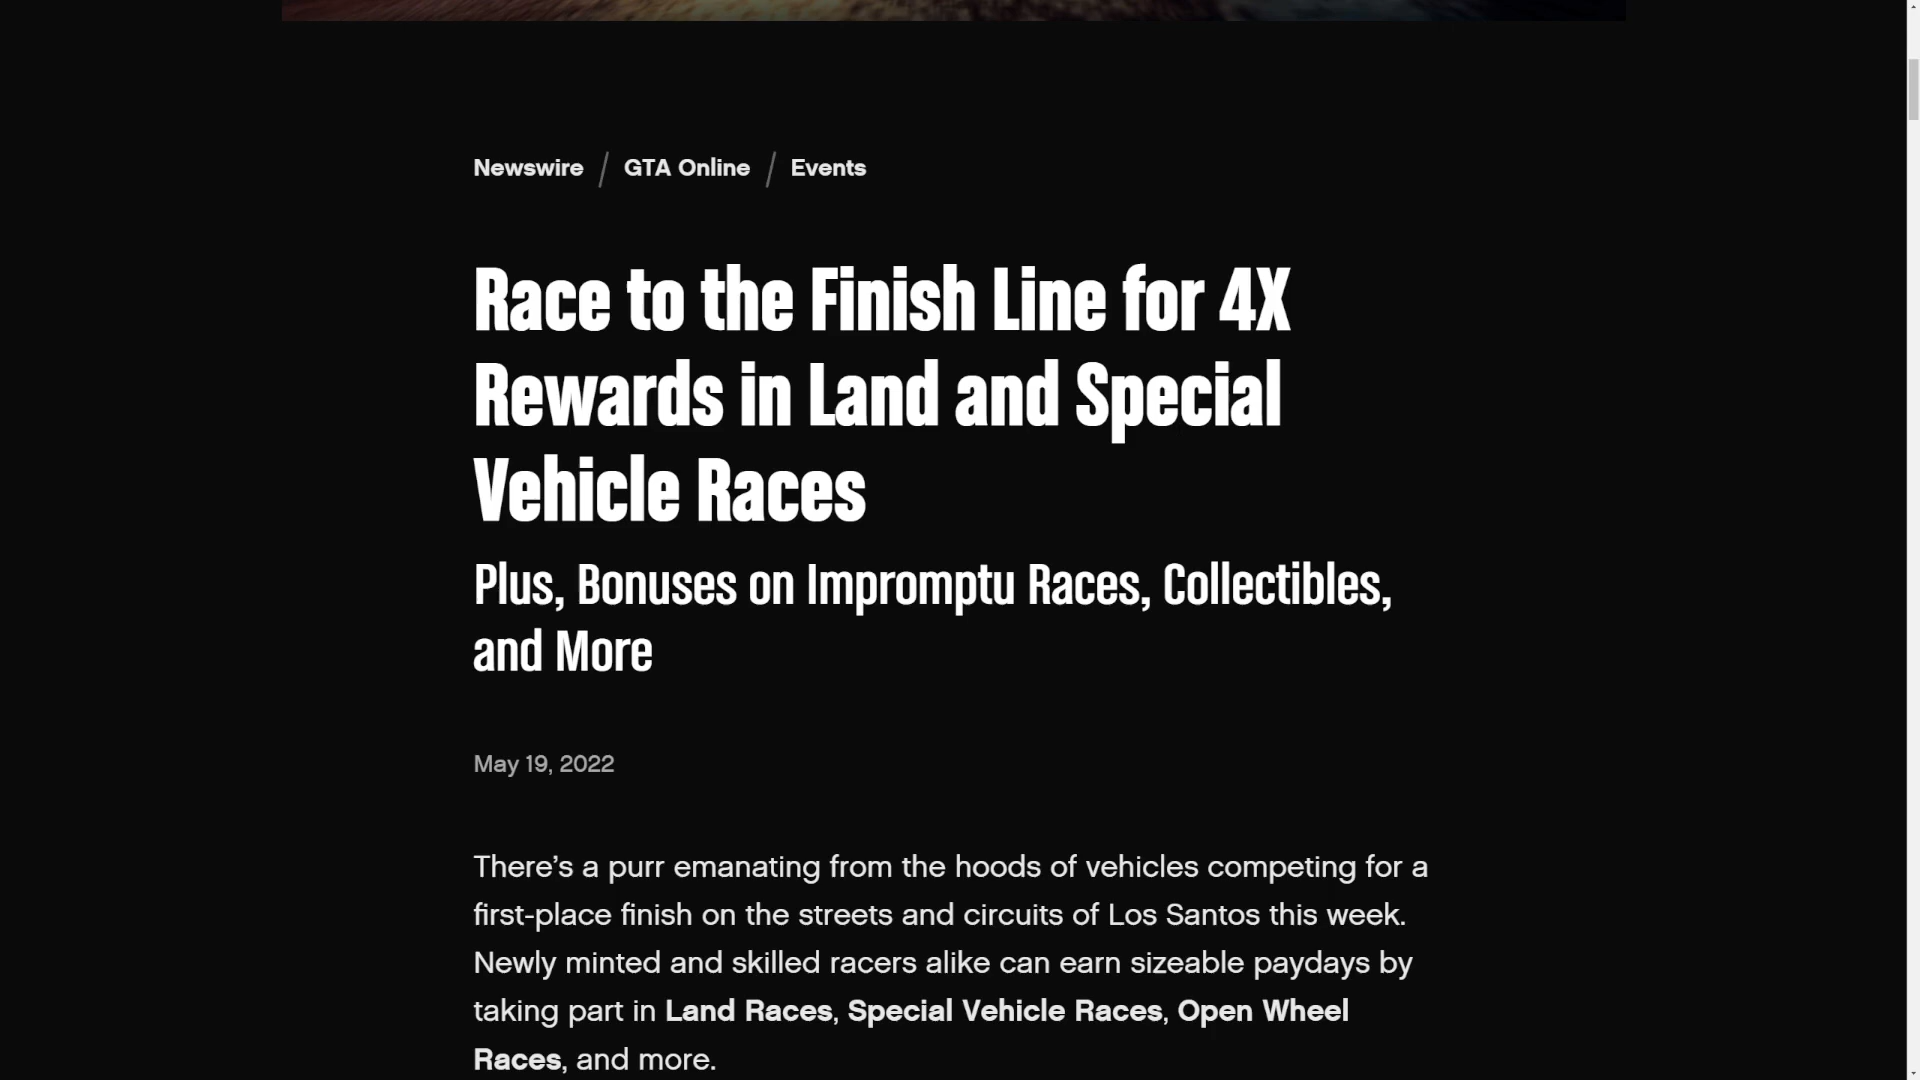 Newswire / GTA Online / Events
Race to the Finish Line for 4X
Rewards in Land and Special
Vehicle Races
Plus, Bonuses on Impromptu Races, Collectibles,
and More
May 19, 2022
There’s a purr emanating from the hoods of vehicles competing for a
first-place finish on the streets and circuits of Los Santos this week.
Newly minted and skilled racers alike can earn sizeable paydays by
taking part in Land Races, Special Vehicle Races, Open Wheel
Races, and more.